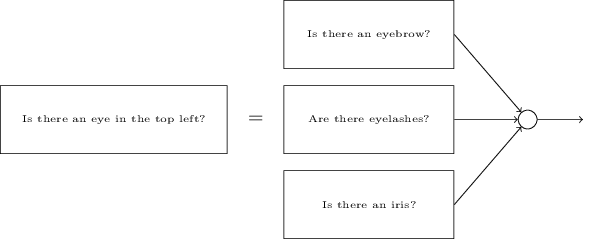 Is there an eyebrow?
Is there an eye in the top left?
=
Are there eyelashes?
Is there an iris?